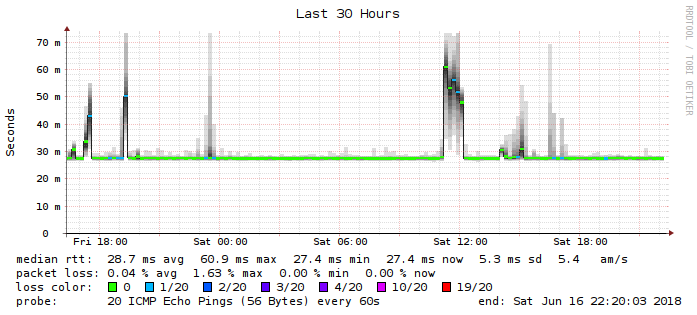 Last 30 Hours
RRDTOOL / TOBI OETIKER
Seconds
70 m
60 m
50 m
40 m
30 m
20 m
10 m
0
Fri 18:00 Sat 00:00 Sat 06:00 Sat 12:00 Sat 18:00
median rtt: 28.7 ms avg 60.9 ms max 27.4 ms min 27.4 ms now 5.3 ms sd 5.4 am/s
packet loss: 0.04 % avg 1.63 % max 0.00 % min 0.00 % now
loss color: 0 1/20 2/20 3/20 4/20 10/20 19/20
probe: 20 ICMP Echo Pings (56 Bytes) every 60s end: Sat Jun 16 22:20:03 2018